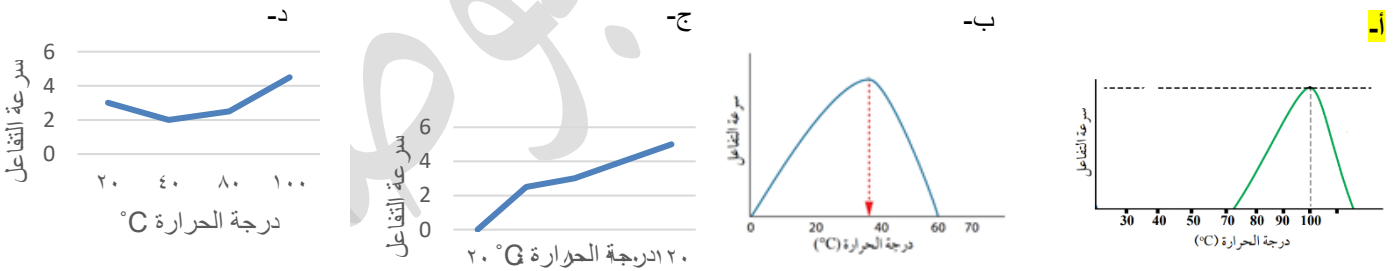 أ-
سرعة التفاعل
30 40 50 70 80 90 100
درجة الحرارة (°C)
ب-
سرعة التفاعل
0 20 40 60 70
درجة الحرارة (°C)
ج-
سرعة التفاعل
6
4
2
0
٢٠ ١٢٠
درجة الحرارة C°
د-
سرعة التفاعل
6
4
2
0
٢٠ ٤٠ ٨٠ ١٠٠
درجة الحرارة C°